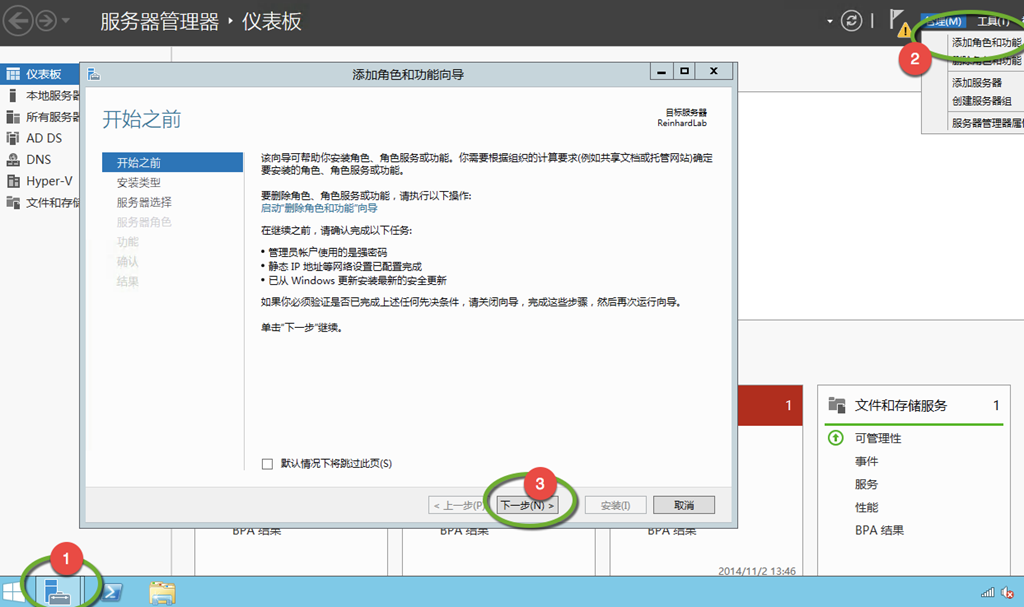 服务器管理器 · 仪表板
管理(M)
工具(T)
添加角色和功能
删除角色和功能
添加服务器
创建服务器组
服务器管理器属
2
仪表板
本地服务器
所有服务器
AD DS
DNS
Hyper-V
文件和存储
添加角色和功能向导
开始之前
目标服务器
ReinhardLab
开始之前
安装类型
服务器选择
服务器角色
功能
确认
结果
该向导可帮助你安装角色、角色服务或功能。你需要根据组织的计算要求(例如共享文档或托管网站)确定
要安装的角色、角色服务或功能。
要删除角色、角色服务或功能，请执行以下操作:
启动"删除角色和功能"向导
在继续之前，请确认完成以下任务:
• 管理员帐户使用的是强密码
• 静态 IP 地址等网络设置已配置完成
• 已从 Windows 更新安装最新的安全更新
如果你必须验证是否已完成上述任何先决条件，请关闭向导，完成这些步骤，然后再次运行向导。
单击"下一步"继续。
默认情况下将跳过此页(S)
3
< 上一步(P)
下一步(N) >
安装(I)
取消
1
文件和存储服务
1
可管理性
事件
服务
性能
BPA 结果
BPA 结果
BPA 结果
BPA 结果
2014/11/2 13:46
1